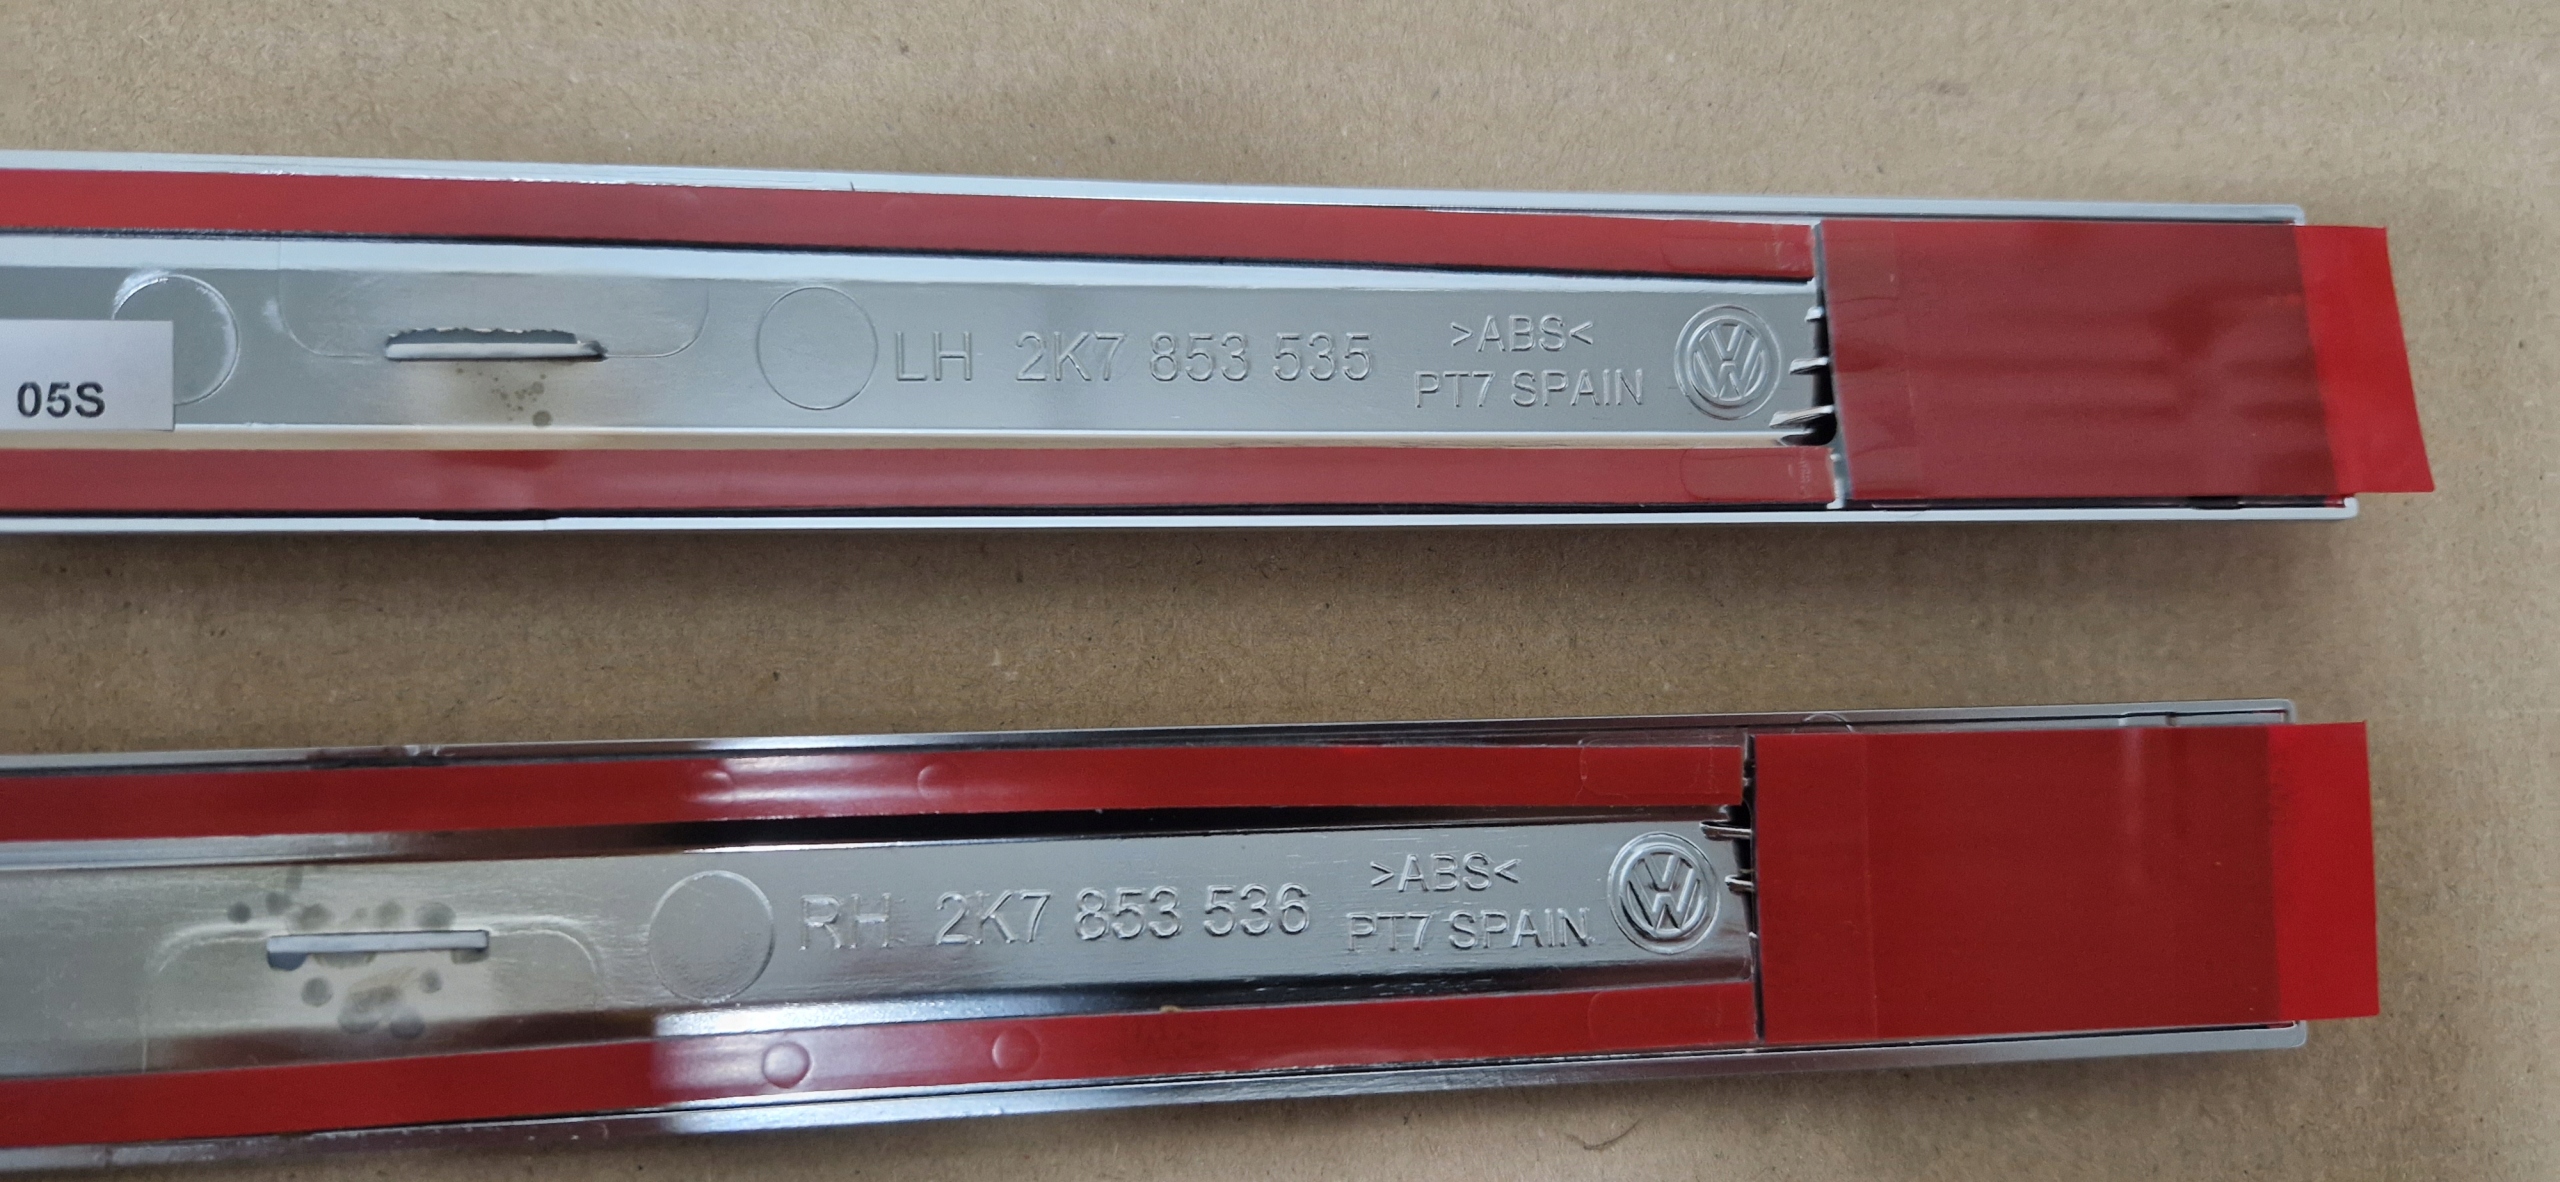 05S
LH 2K7 853 535
>ABS<
PT7 SPAIN
RH 2K7 853 536
>ABS<
PT7 SPAIN